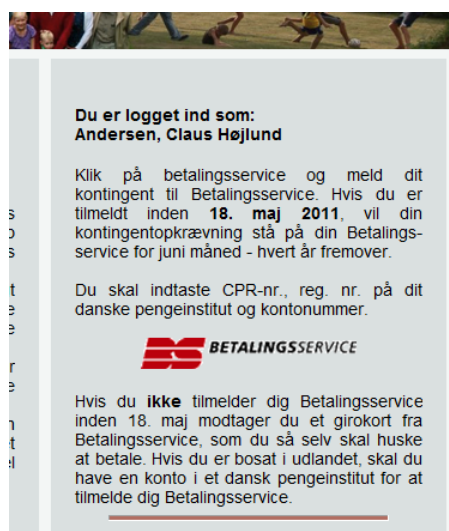 Du er logget ind som:
Andersen, Claus Højlund
Klik på betalingsservice og meld dit
kontingent til Betalingsservice. Hvis du er
tilmeldt inden 18. maj 2011, vil din
kontingentopkrævning stå på din Betalings-
service for juni måned - hvert år fremover.
Du skal indtaste CPR-nr., reg. nr. på dit
danske pengeinstitut og kontonummer.
BETALINGSSERVICE
Hvis du ikke tilmelder dig Betalingsservice
inden 18. maj modtager du et girokort fra
Betalingsservice, som du så selv skal huske
at betale. Hvis du er bosat i udlandet, skal du
have en konto i et dansk pengeinstitut for at
tilmelde dig Betalingsservice.